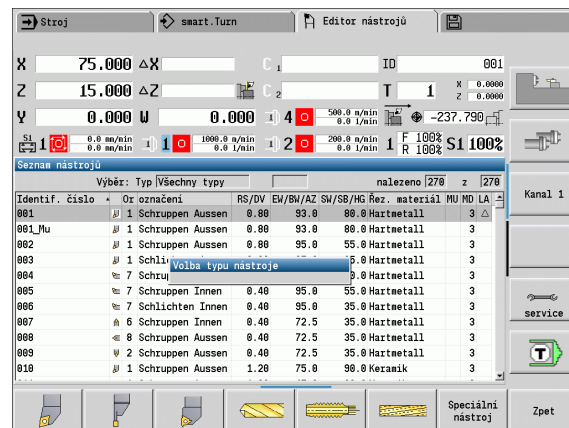 Stroj smart.Turn Editor nástrojů
X 75.000 △X C 1 ID 001
Z 15.000 △Z C 2 T 1 X 0.0000 Z 0.0000
Y 0.000 W 0.000 4 500.0 m/min 0.0 1/min -237.790
S1 1 0.0 mm/min 0.0 1/min 1 1000.0 m/min 0.0 1/min 2 200.0 m/min 0.0 1/min 1 F 100% R 100% S1 100%
Seznam nástrojů
Výběr: Typ Všechny typy nalezeno 270 z 270
Identif. číslo Or označení RS/DV EW/BW/AZ SW/SB/HG Řez. materiál MU MD LA
001 1 Schruppen Aussen 0.80 93.0 80.0 Hartmetall 3
001_Mu 1 Schruppen Aussen 0.80 93.0 80.0 Hartmetall 3
002 1 Schruppen Aussen 0.80 95.0 55.0 Hartmetall 3
003 1 Hartmetall 3
Volba typu nástroje
004 7 Hartmetall 3
005 7 Schruppen Innen 0.40 95.0 55.0 Hartmetall 3
006 7 Schlichten Innen 0.40 95.0 35.0 Hartmetall 3
007 6 Schruppen Innen 0.40 72.5 35.0 Hartmetall 3
008 8 Schruppen Aussen 0.40 72.5 35.0 Hartmetall 3
009 2 Schruppen Aussen 0.40 72.5 35.0 Hartmetall 3
010 1 Schruppen Aussen 1.20 75.0 90.0 Keramik 3
Kanal 1
service
T
Speciální
nástroj
Zpet